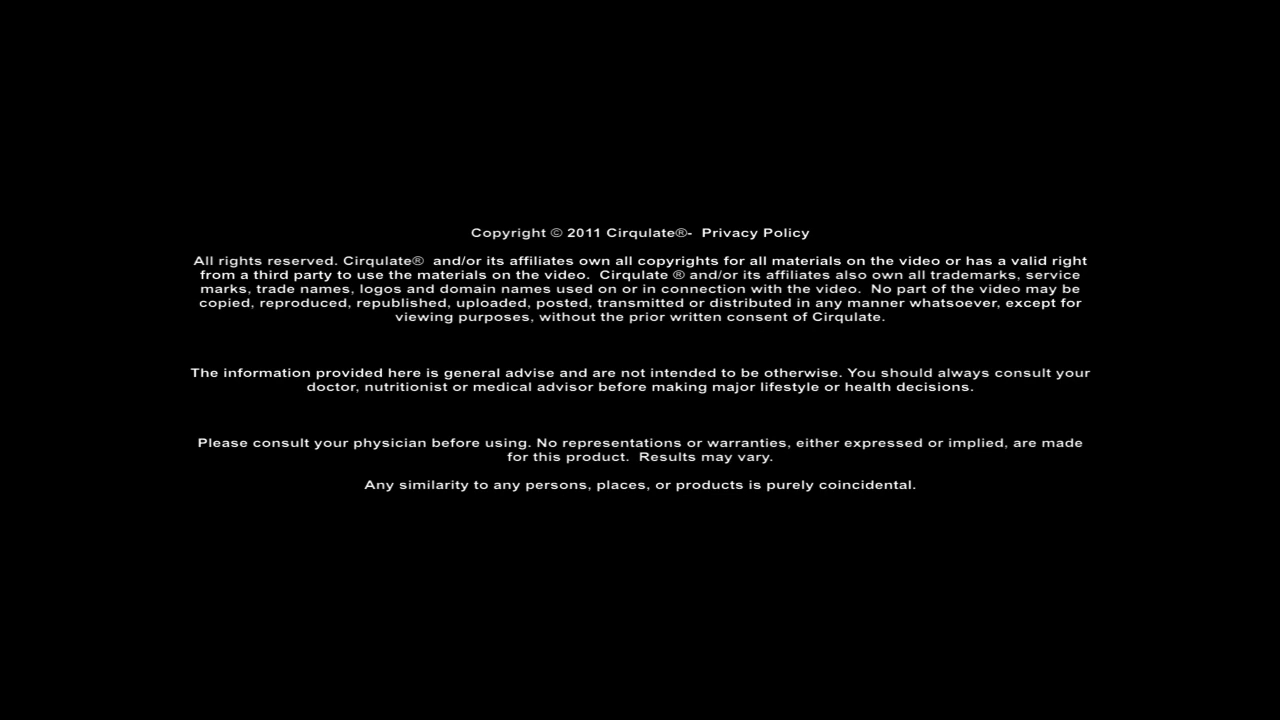 Copyright © 2011 Cirqulate®-  Privacy Policy
All rights reserved. Cirqulate®  and/or its affiliates own all copyrights for all materials on the video or has a valid right
from a third party to use the materials on the video.  Cirqulate ® and/or its affiliates also own all trademarks, service
marks, trade names, logos and domain names used on or in connection with the video.  No part of the video may be
copied, reproduced, republished, uploaded, posted, transmitted or distributed in any manner whatsoever, except for
viewing purposes, without the prior written consent of Cirqulate.
The information provided here is general advise and are not intended to be otherwise. You should always consult your
doctor, nutritionist or medical advisor before making major lifestyle or health decisions.
Please consult your physician before using. No representations or warranties, either expressed or implied, are made
for this product.  Results may vary.
Any similarity to any persons, places, or products is purely coincidental.